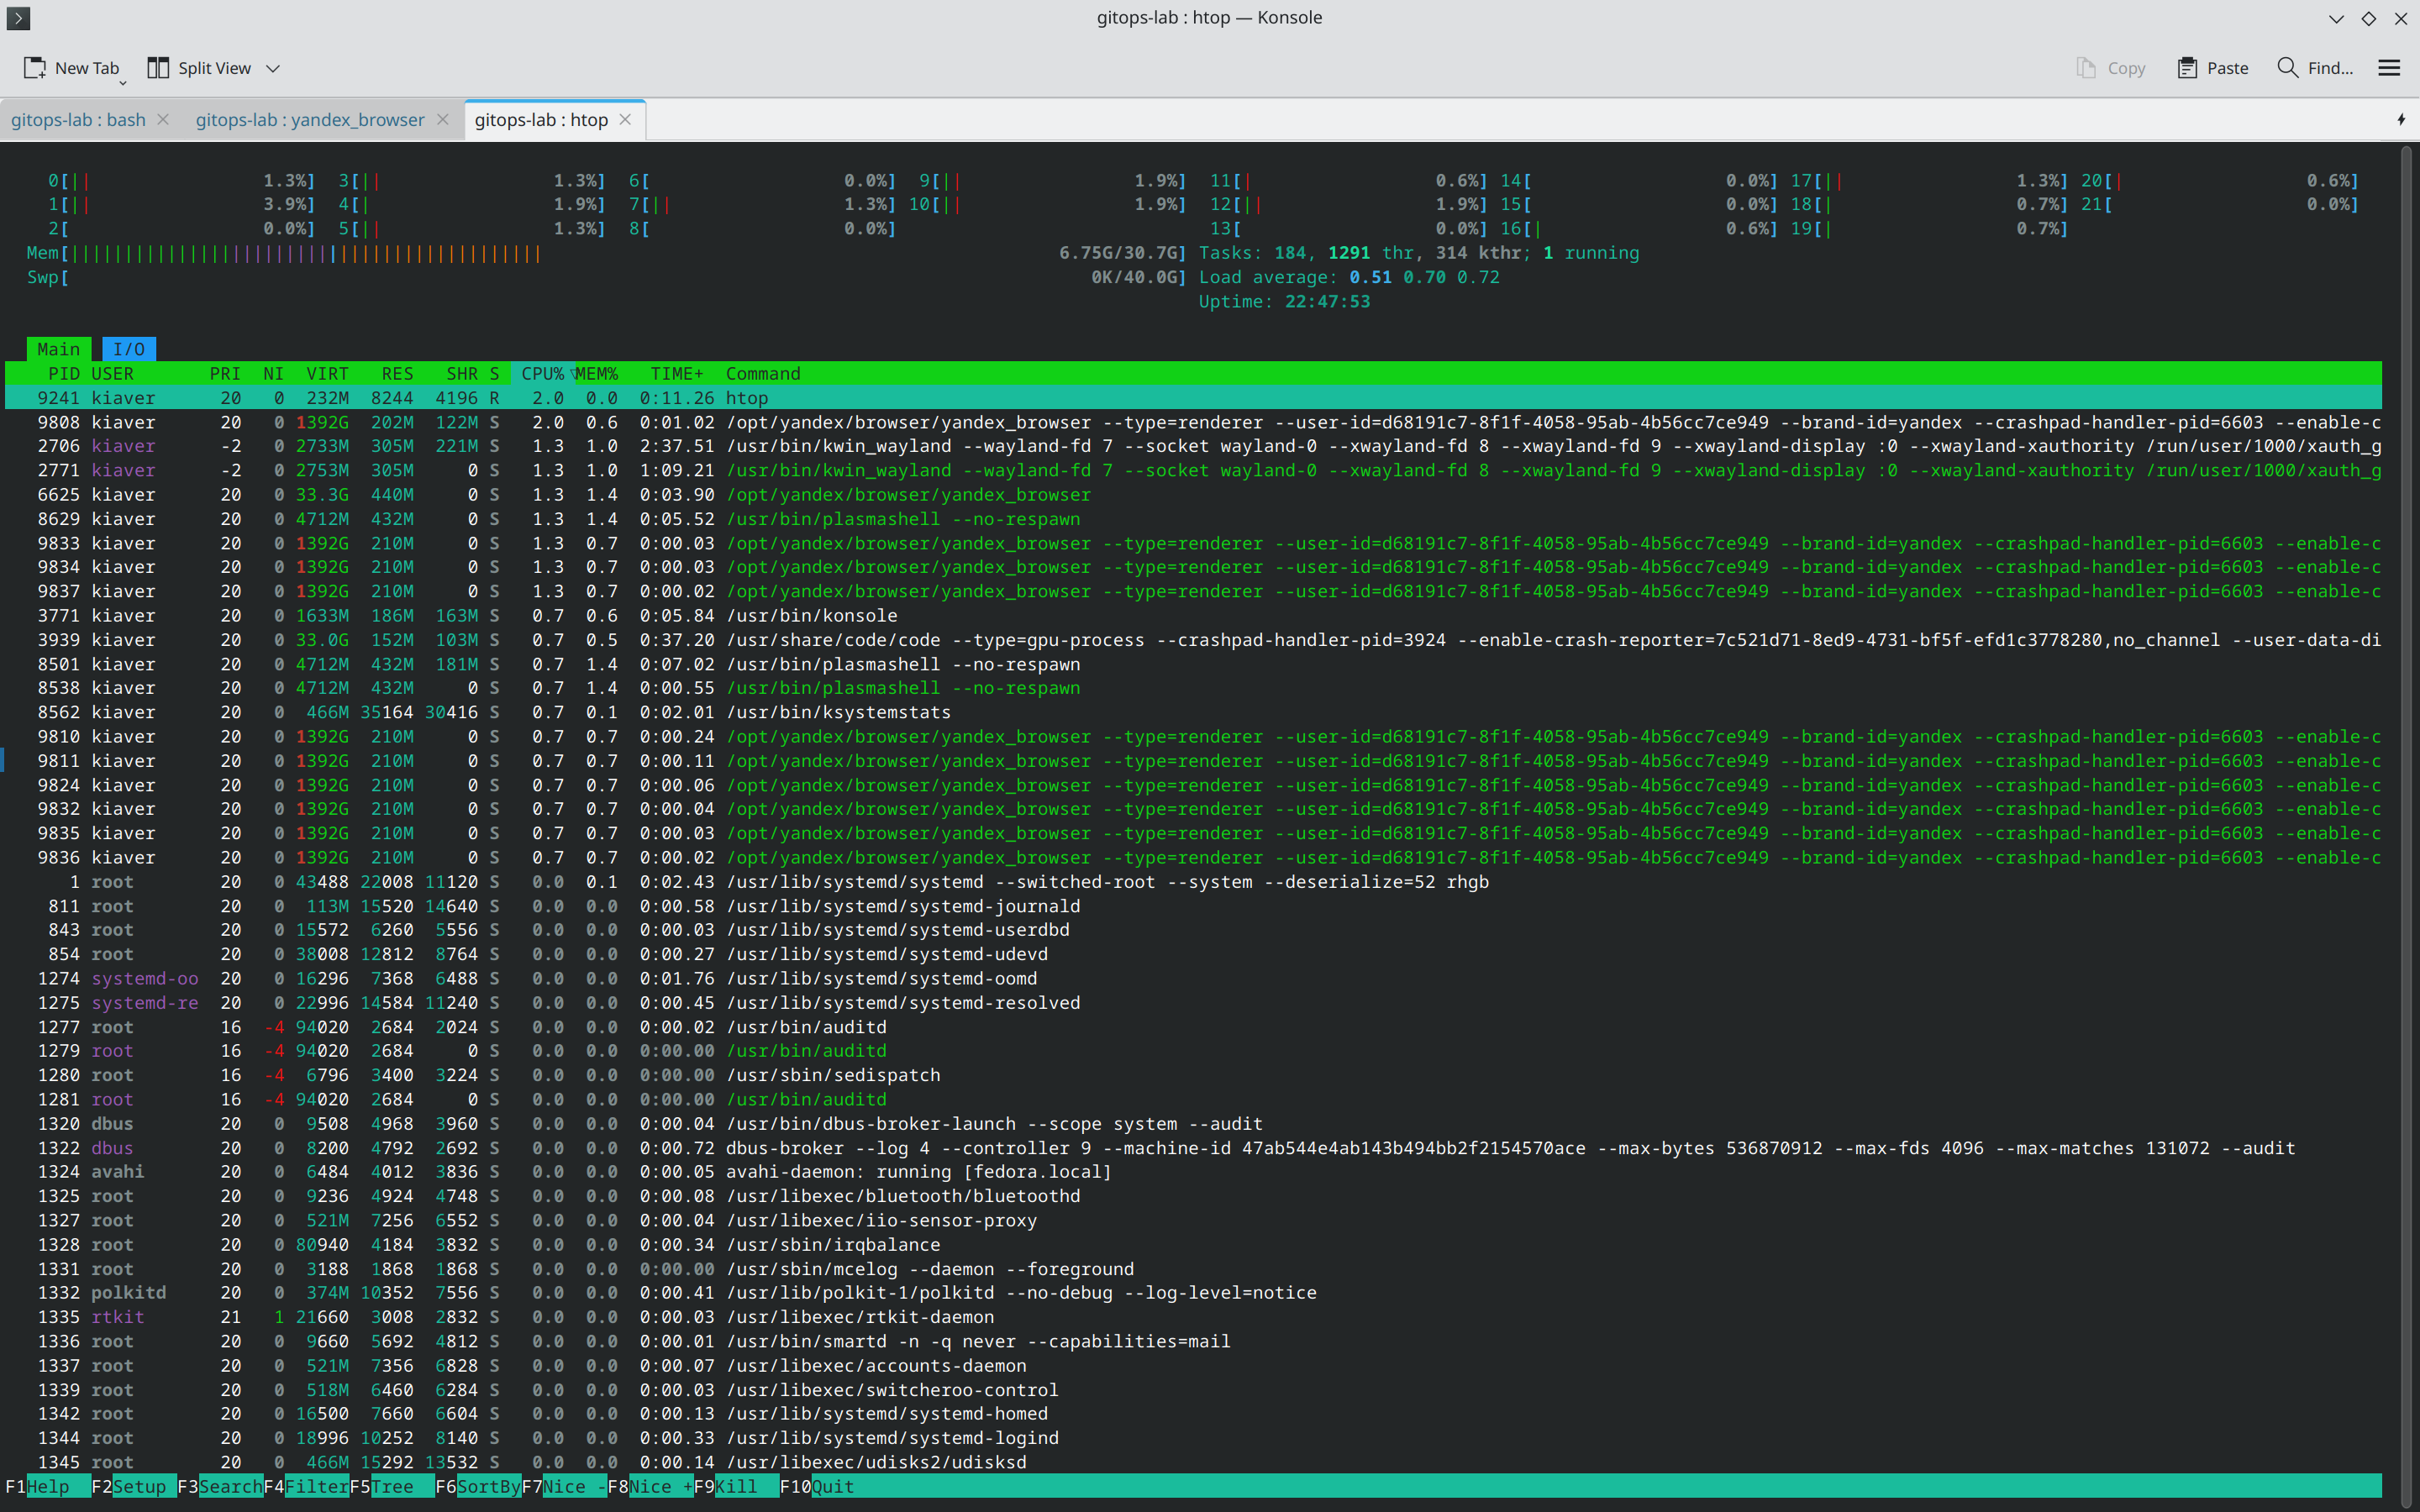 gitops-lab : htop — Konsole
New Tab Split View Copy Paste Find...
gitops-lab : bash gitops-lab : yandex_browser gitops-lab : htop
0[|| 1.3%] 3[|| 1.3%] 6[ 0.0%] 9[|| 1.9%] 11[| 0.6%] 14[ 0.0%] 17[|| 1.3%] 20[| 0.6%]
1[|| 3.9%] 4[| 1.9%] 7[|| 1.3%] 10[|| 1.9%] 12[|| 1.9%] 15[ 0.0%] 18[| 0.7%] 21[ 0.0%]
2[ 0.0%] 5[|| 1.3%] 8[ 0.0%] 13[ 0.0%] 16[| 0.6%] 19[| 0.7%]
Mem[|||||||||||||||||||||||||||||||||||||||||||| 6.75G/30.7G] Tasks: 184, 1291 thr, 314 kthr; 1 running
Swp[ 0K/40.0G] Load average: 0.51 0.70 0.72
Uptime: 22:47:53
Main I/O
PID USER PRI NI VIRT RES SHR S CPU%▽MEM% TIME+ Command
9241 kiaver 20 0 232M 8244 4196 R 2.0 0.0 0:11.26 htop
9808 kiaver 20 0 1392G 202M 122M S 2.0 0.6 0:01.02 /opt/yandex/browser/yandex_browser --type=renderer --user-id=d68191c7-8f1f-4058-95ab-4b56cc7ce949 --brand-id=yandex --crashpad-handler-pid=6603 --enable-c
2706 kiaver -2 0 2733M 305M 221M S 1.3 1.0 2:37.51 /usr/bin/kwin_wayland --wayland-fd 7 --socket wayland-0 --xwayland-fd 8 --xwayland-fd 9 --xwayland-display :0 --xwayland-xauthority /run/user/1000/xauth_g
2771 kiaver -2 0 2753M 305M 0 S 1.3 1.0 1:09.21 /usr/bin/kwin_wayland --wayland-fd 7 --socket wayland-0 --xwayland-fd 8 --xwayland-fd 9 --xwayland-display :0 --xwayland-xauthority /run/user/1000/xauth_g
6625 kiaver 20 0 33.3G 440M 0 S 1.3 1.4 0:03.90 /opt/yandex/browser/yandex_browser
8629 kiaver 20 0 4712M 432M 0 S 1.3 1.4 0:05.52 /usr/bin/plasmashell --no-respawn
9833 kiaver 20 0 1392G 210M 0 S 1.3 0.7 0:00.03 /opt/yandex/browser/yandex_browser --type=renderer --user-id=d68191c7-8f1f-4058-95ab-4b56cc7ce949 --brand-id=yandex --crashpad-handler-pid=6603 --enable-c
9834 kiaver 20 0 1392G 210M 0 S 1.3 0.7 0:00.03 /opt/yandex/browser/yandex_browser --type=renderer --user-id=d68191c7-8f1f-4058-95ab-4b56cc7ce949 --brand-id=yandex --crashpad-handler-pid=6603 --enable-c
9837 kiaver 20 0 1392G 210M 0 S 1.3 0.7 0:00.02 /opt/yandex/browser/yandex_browser --type=renderer --user-id=d68191c7-8f1f-4058-95ab-4b56cc7ce949 --brand-id=yandex --crashpad-handler-pid=6603 --enable-c
3771 kiaver 20 0 1633M 186M 163M S 0.7 0.6 0:05.84 /usr/bin/konsole
3939 kiaver 20 0 33.0G 152M 103M S 0.7 0.5 0:37.20 /usr/share/code/code --type=gpu-process --crashpad-handler-pid=3924 --enable-crash-reporter=7c521d71-8ed9-4731-bf5f-efd1c3778280,no_channel --user-data-di
8501 kiaver 20 0 4712M 432M 181M S 0.7 1.4 0:07.02 /usr/bin/plasmashell --no-respawn
8538 kiaver 20 0 4712M 432M 0 S 0.7 1.4 0:00.55 /usr/bin/plasmashell --no-respawn
8562 kiaver 20 0 466M 35164 30416 S 0.7 0.1 0:02.01 /usr/bin/ksystemstats
9810 kiaver 20 0 1392G 210M 0 S 0.7 0.7 0:00.24 /opt/yandex/browser/yandex_browser --type=renderer --user-id=d68191c7-8f1f-4058-95ab-4b56cc7ce949 --brand-id=yandex --crashpad-handler-pid=6603 --enable-c
9811 kiaver 20 0 1392G 210M 0 S 0.7 0.7 0:00.11 /opt/yandex/browser/yandex_browser --type=renderer --user-id=d68191c7-8f1f-4058-95ab-4b56cc7ce949 --brand-id=yandex --crashpad-handler-pid=6603 --enable-c
9824 kiaver 20 0 1392G 210M 0 S 0.7 0.7 0:00.06 /opt/yandex/browser/yandex_browser --type=renderer --user-id=d68191c7-8f1f-4058-95ab-4b56cc7ce949 --brand-id=yandex --crashpad-handler-pid=6603 --enable-c
9832 kiaver 20 0 1392G 210M 0 S 0.7 0.7 0:00.04 /opt/yandex/browser/yandex_browser --type=renderer --user-id=d68191c7-8f1f-4058-95ab-4b56cc7ce949 --brand-id=yandex --crashpad-handler-pid=6603 --enable-c
9835 kiaver 20 0 1392G 210M 0 S 0.7 0.7 0:00.03 /opt/yandex/browser/yandex_browser --type=renderer --user-id=d68191c7-8f1f-4058-95ab-4b56cc7ce949 --brand-id=yandex --crashpad-handler-pid=6603 --enable-c
9836 kiaver 20 0 1392G 210M 0 S 0.7 0.7 0:00.02 /opt/yandex/browser/yandex_browser --type=renderer --user-id=d68191c7-8f1f-4058-95ab-4b56cc7ce949 --brand-id=yandex --crashpad-handler-pid=6603 --enable-c
1 root 20 0 43488 22008 11120 S 0.0 0.1 0:02.43 /usr/lib/systemd/systemd --switched-root --system --deserialize=52 rhgb
811 root 20 0 113M 15520 14640 S 0.0 0.0 0:00.58 /usr/lib/systemd/systemd-journald
843 root 20 0 15572 6260 5556 S 0.0 0.0 0:00.03 /usr/lib/systemd/systemd-userdbd
854 root 20 0 38008 12812 8764 S 0.0 0.0 0:00.27 /usr/lib/systemd/systemd-udevd
1274 systemd-oo 20 0 16296 7368 6488 S 0.0 0.0 0:01.76 /usr/lib/systemd/systemd-oomd
1275 systemd-re 20 0 22996 14584 11240 S 0.0 0.0 0:00.45 /usr/lib/systemd/systemd-resolved
1277 root 16 -4 94020 2684 2024 S 0.0 0.0 0:00.02 /usr/bin/auditd
1279 root 16 -4 94020 2684 0 S 0.0 0.0 0:00.00 /usr/bin/auditd
1280 root 16 -4 6796 3400 3224 S 0.0 0.0 0:00.00 /usr/sbin/sedispatch
1281 root 16 -4 94020 2684 0 S 0.0 0.0 0:00.00 /usr/bin/auditd
1320 dbus 20 0 9508 4968 3960 S 0.0 0.0 0:00.04 /usr/bin/dbus-broker-launch --scope system --audit
1322 dbus 20 0 8200 4792 2692 S 0.0 0.0 0:00.72 dbus-broker --log 4 --controller 9 --machine-id 47ab544e4ab143b494bb2f2154570ace --max-bytes 536870912 --max-fds 4096 --max-matches 131072 --audit
1324 avahi 20 0 6484 4012 3836 S 0.0 0.0 0:00.05 avahi-daemon: running [fedora.local]
1325 root 20 0 9236 4924 4748 S 0.0 0.0 0:00.08 /usr/libexec/bluetooth/bluetoothd
1327 root 20 0 521M 7256 6552 S 0.0 0.0 0:00.04 /usr/libexec/iio-sensor-proxy
1328 root 20 0 80940 4184 3832 S 0.0 0.0 0:00.34 /usr/sbin/irqbalance
1331 root 20 0 3188 1868 1868 S 0.0 0.0 0:00.00 /usr/sbin/mcelog --daemon --foreground
1332 polkitd 20 0 374M 10352 7556 S 0.0 0.0 0:00.41 /usr/lib/polkit-1/polkitd --no-debug --log-level=notice
1335 rtkit 21 1 21660 3008 2832 S 0.0 0.0 0:00.03 /usr/libexec/rtkit-daemon
1336 root 20 0 9660 5692 4812 S 0.0 0.0 0:00.01 /usr/bin/smartd -n -q never --capabilities=mail
1337 root 20 0 521M 7356 6828 S 0.0 0.0 0:00.07 /usr/libexec/accounts-daemon
1339 root 20 0 518M 6460 6284 S 0.0 0.0 0:00.03 /usr/libexec/switcheroo-control
1342 root 20 0 16500 7660 6604 S 0.0 0.0 0:00.13 /usr/lib/systemd/systemd-homed
1344 root 20 0 18996 10252 8140 S 0.0 0.0 0:00.33 /usr/lib/systemd/systemd-logind
1345 root 20 0 466M 15292 13532 S 0.0 0.0 0:00.14 /usr/libexec/udisks2/udisksd
F1Help F2Setup F3SearchF4FilterF5Tree F6SortByF7Nice -F8Nice +F9Kill F10Quit